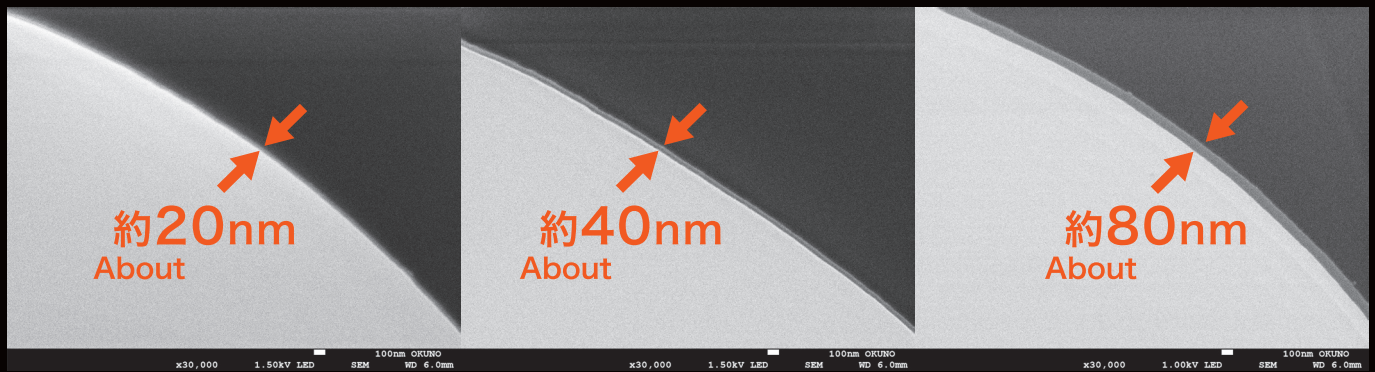 約20nm
About
100nm OKUNO
x30,000 1.50kV LED SEM WD 6.0mm
約40nm
About
100nm OKUNO
x30,000 1.50kV LED SEM WD 6.0mm
約80nm
About
100nm OKUNO
x30,000 1.00kV LED SEM WD 6.0mm